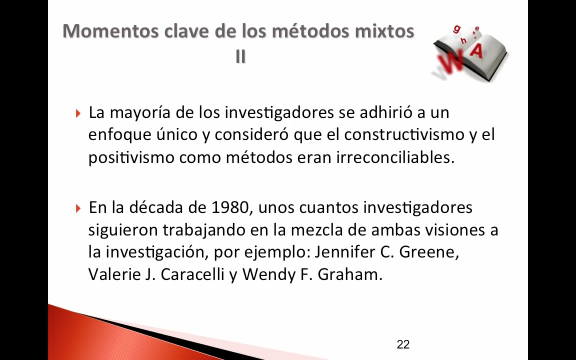 Momentos clave de los métodos mixtos
II
g
h
W A
La mayoría de los investigadores se adhirió a un
enfoque único y consideró que el constructivismo y el
positivismo como métodos eran irreconciliables.
En la década de 1980, unos cuantos investigadores
siguieron trabajando en la mezcla de ambas visiones a
la investigación, por ejemplo: Jennifer C. Greene,
Valerie J. Caracelli y Wendy F. Graham.
22